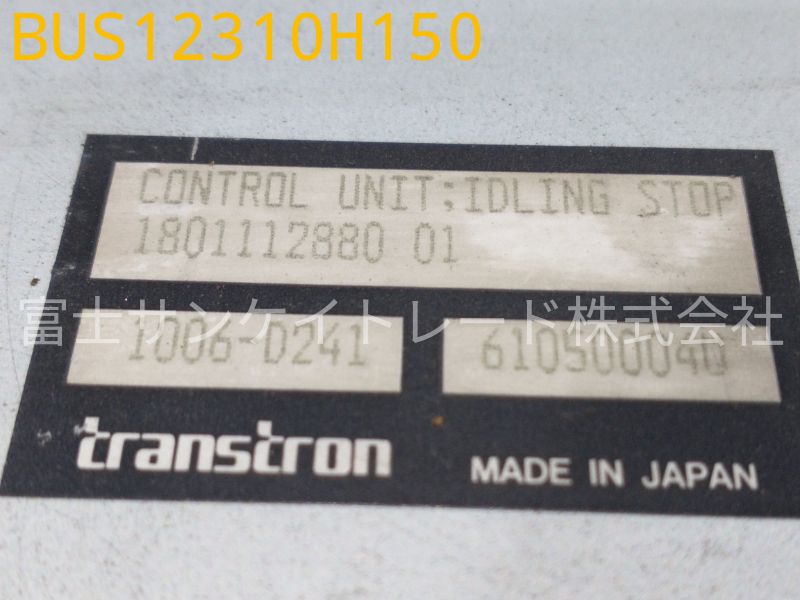 BUS12310H150
CONTROL UNIT;IDLING STOP
1801112880 01
富士サンケイトレード株式会社
1006-D241
610500040
transtron
MADE IN JAPAN